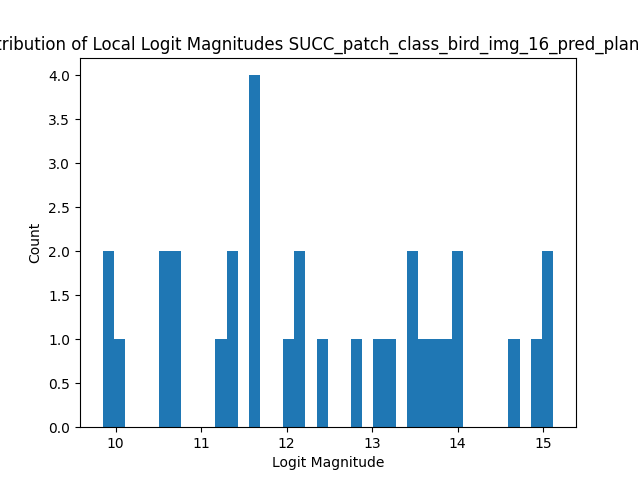 tribution of Local Logit Magnitudes SUCC_patch_class_bird_img_16_pred_plan
4.0
3.5
3.0
2.5
2.0
1.5
1.0
0.5
0.0
Count
10 11 12 13 14 15
Logit Magnitude